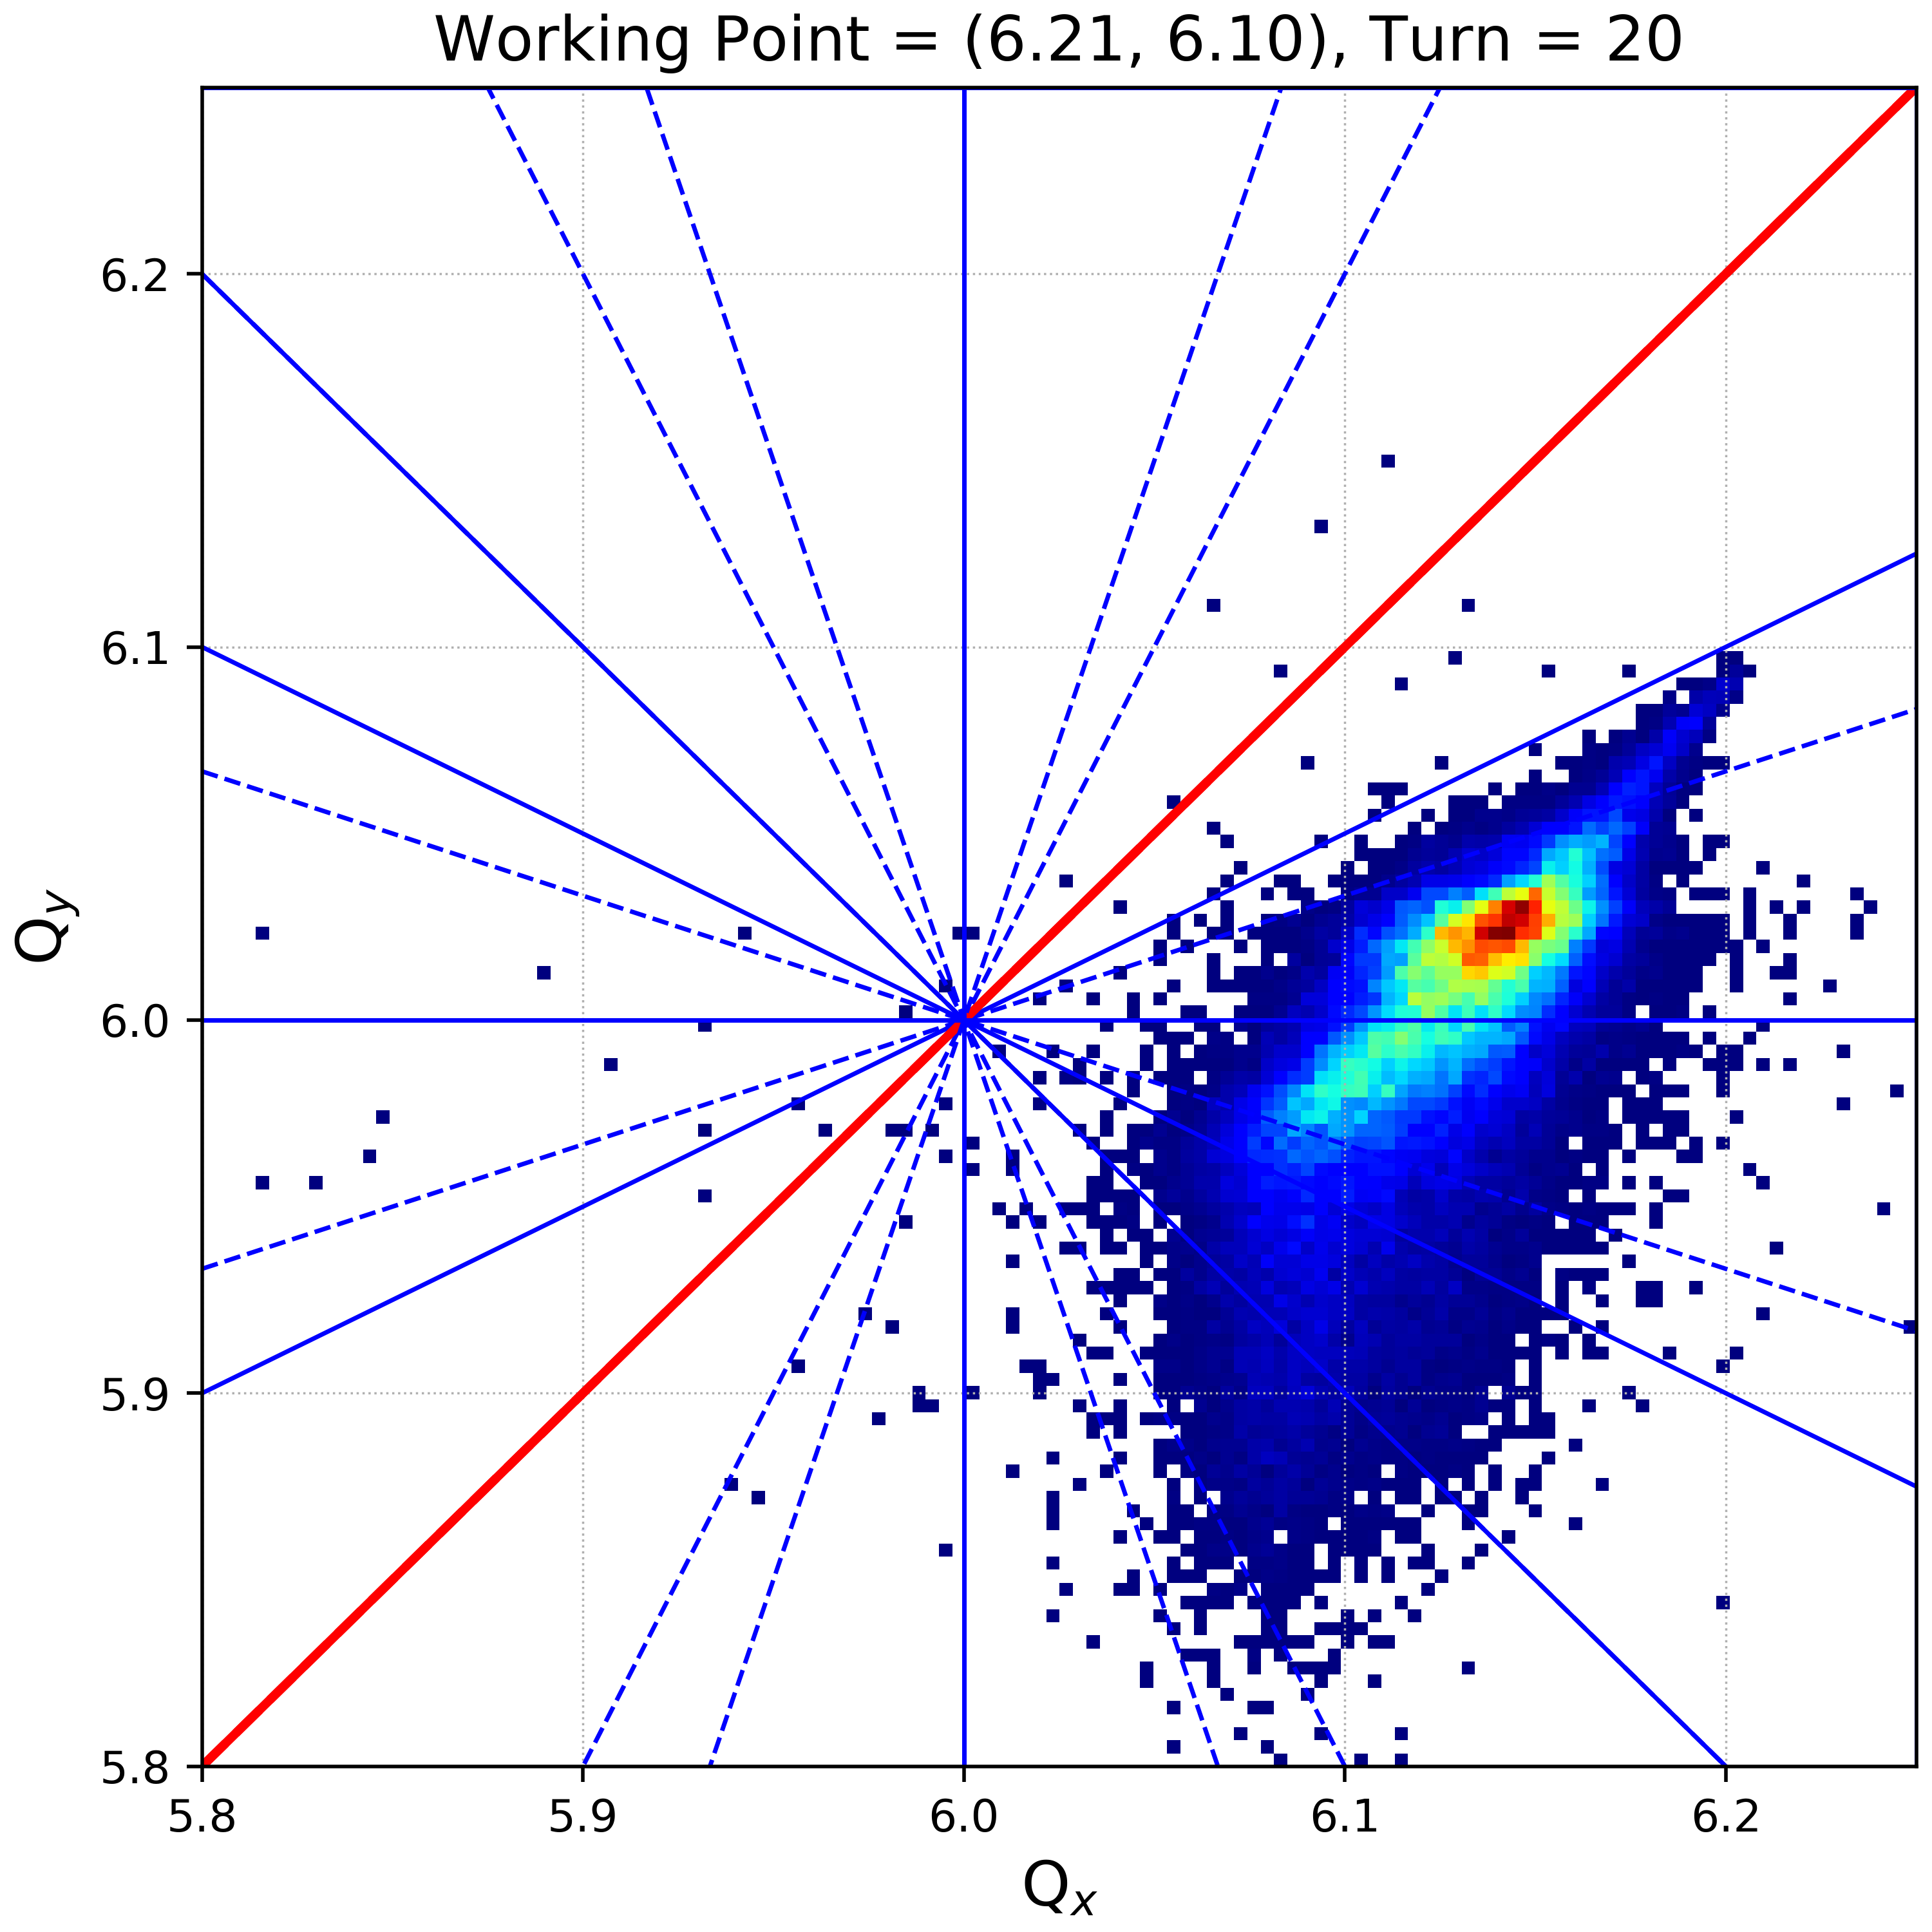 Working Point = (6.21, 6.10), Turn = 20
6.2
6.1
6.0
5.9
5.8
Qy
5.8 5.9 6.0 6.1 6.2
Qx